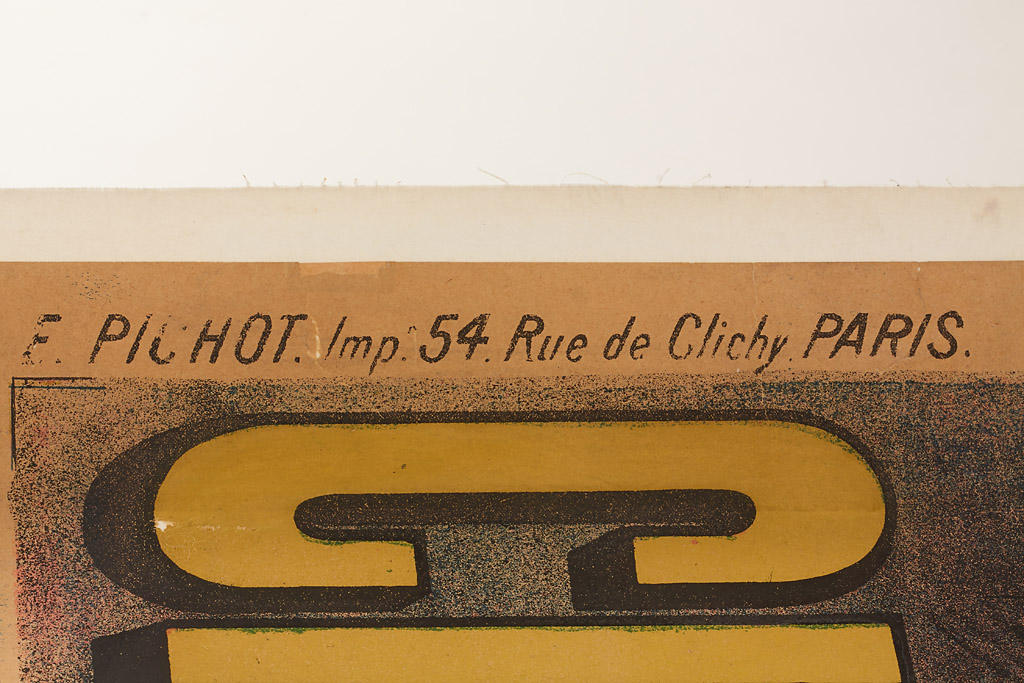 E. PICHOT. Imp. 54. Rue de Clichy. PARIS.